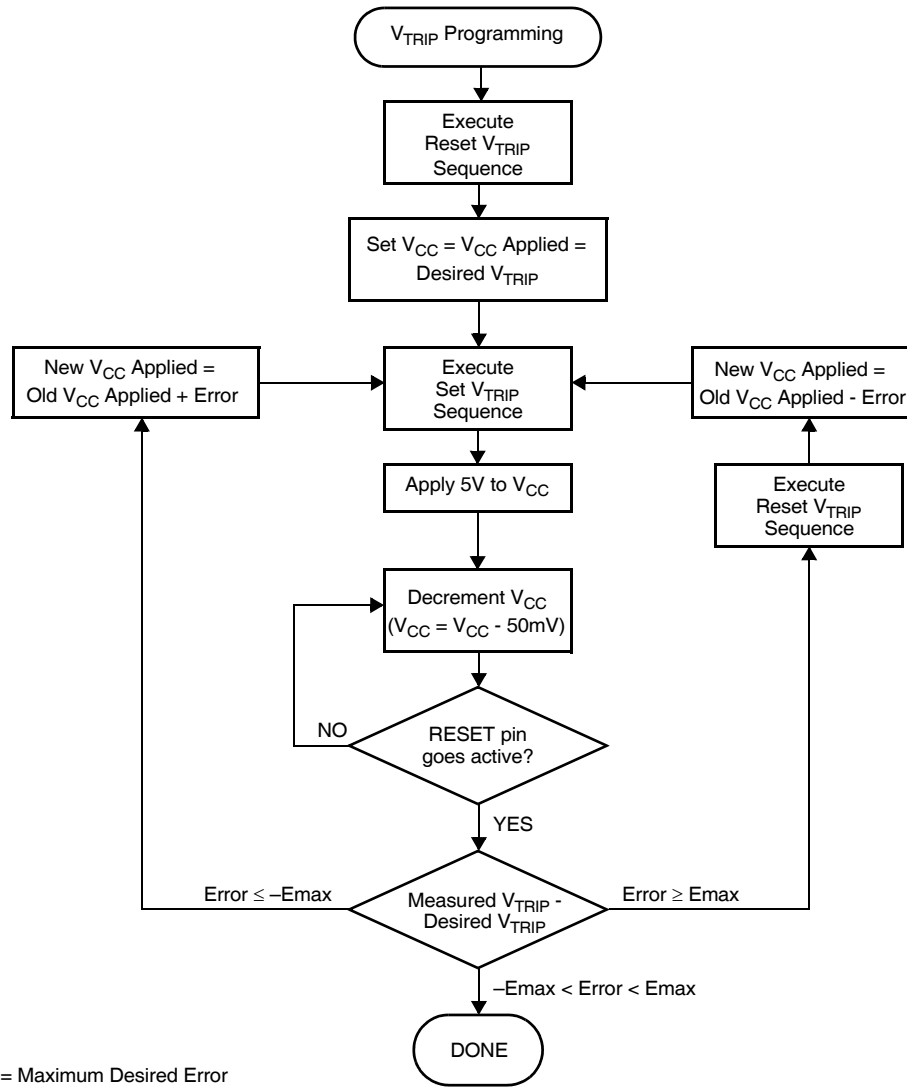 V_TRIP Programming
Execute
Reset V_TRIP
Sequence
Set V_CC = V_CC Applied =
Desired V_TRIP
New V_CC Applied =
Old V_CC Applied + Error
Execute
Set V_TRIP
Sequence
New V_CC Applied =
Old V_CC Applied - Error
Apply 5V to V_CC
Execute
Reset V_TRIP
Sequence
Decrement V_CC
(V_CC = V_CC - 50mV)
NO
RESET pin
goes active?
YES
Error ≤ –Emax
Measured V_TRIP -
Desired V_TRIP
Error ≥ Emax
–Emax < Error < Emax
DONE
= Maximum Desired Error